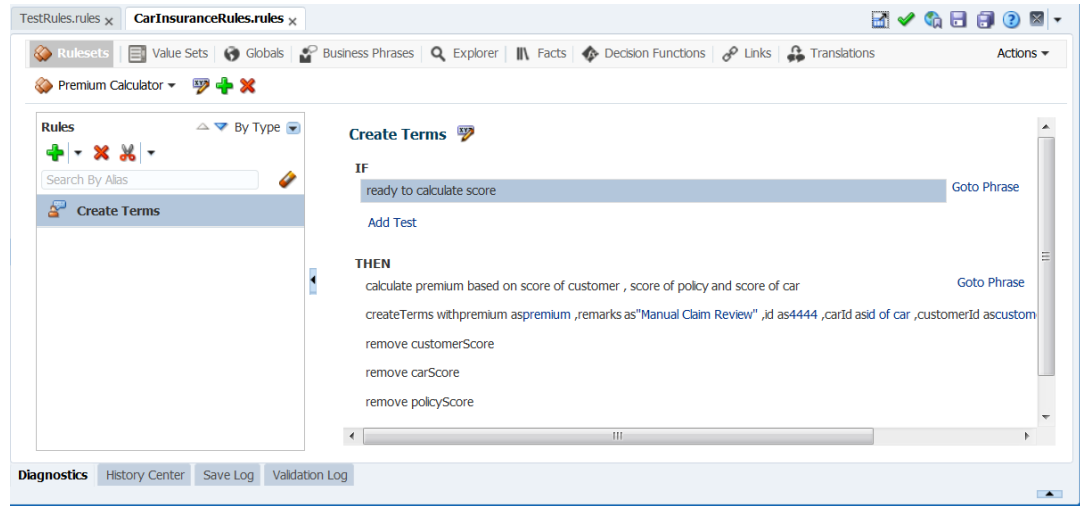 TestRules.rules x CarInsuranceRules.rules x
Rulesets Value Sets Globals Business Phrases Explorer Facts Decision Functions Links Translations Actions
Premium Calculator
Rules By Type
Search By Alias
Create Terms
Create Terms
IF
ready to calculate score Goto Phrase
Add Test
THEN
calculate premium based on score of customer , score of policy and score of car Goto Phrase
createTerms withpremium aspremium ,remarks as"Manual Claim Review" ,id as4444 ,carId asid of car ,customerId ascustom
remove customerScore
remove carScore
remove policyScore
Diagnostics History Center Save Log Validation Log